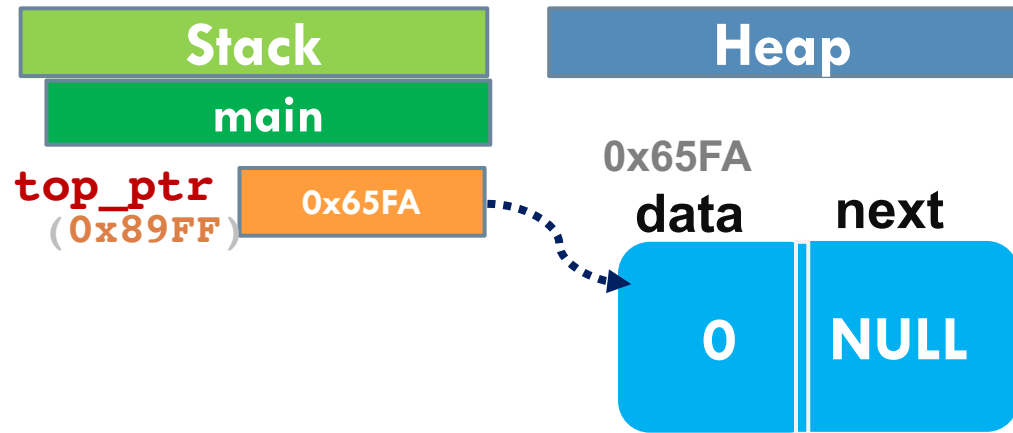 Stack
Heap
main
0x65FA
top_ptr
0x65FA
(0x89FF)
data next
0 NULL